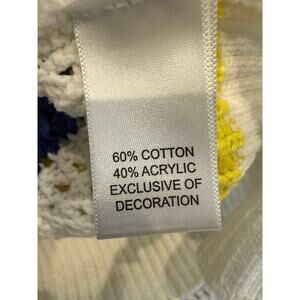 60% COTTON
40% ACRYLIC
EXCLUSIVE OF
DECORATION